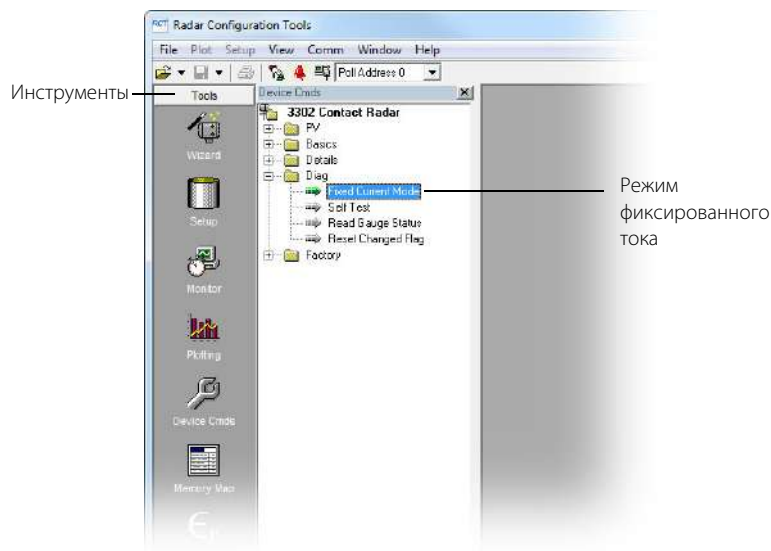 RCT Radar Configuration Tools
File Plot Setup View Comm Window Help
Poll Address 0
Инструменты
Tools
Device Cmds
3302 Contact Radar
PV
Basics
Details
Diag
Fixed Current Mode
Self Test
Read Gauge Status
Reset Changed Flag
Factory
Wizard
Setup
Monitor
Plotting
Device Cmds
Memory Map
Режим
фиксированного
тока